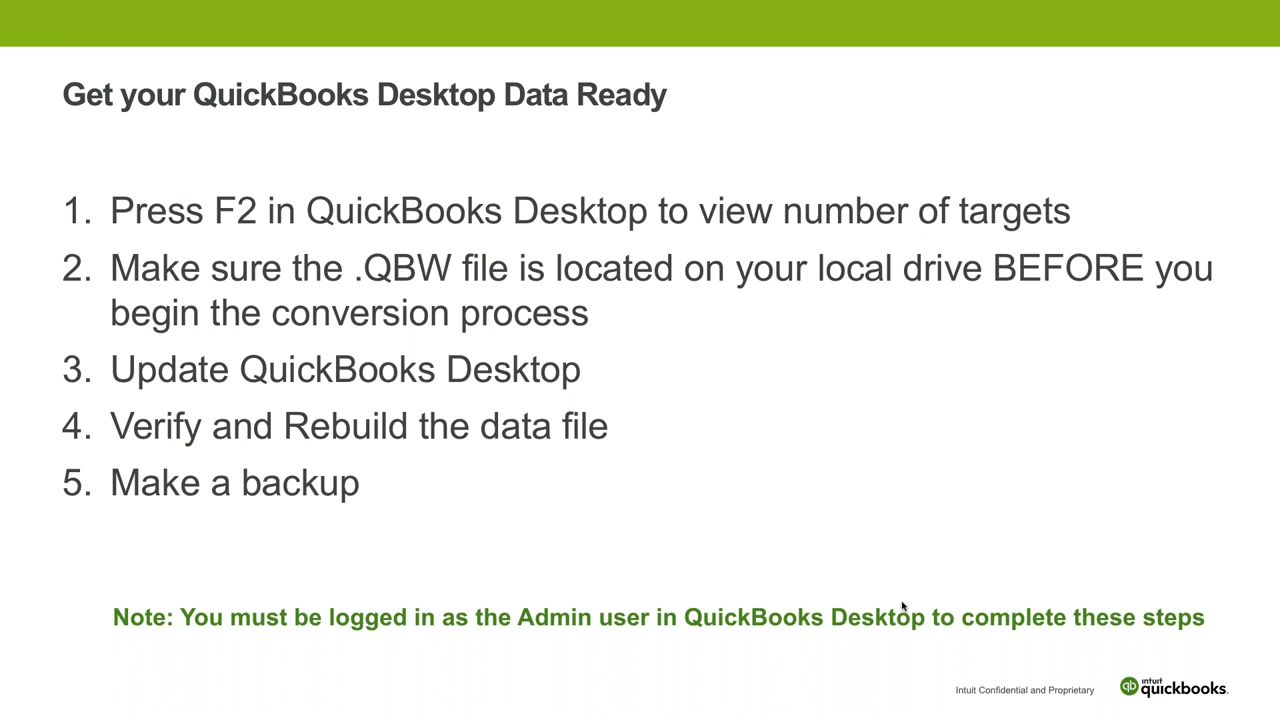 Get your QuickBooks Desktop Data Ready
1. Press F2 in QuickBooks Desktop to view number of targets
2. Make sure the .QBW file is located on your local drive BEFORE you
begin the conversion process
3. Update QuickBooks Desktop
4. Verify and Rebuild the data file
5. Make a backup
Note: You must be logged in as the Admin user in QuickBooks Desktop to complete these steps
Intuit Confidential and Proprietary
qb
intuit
quickbooks.